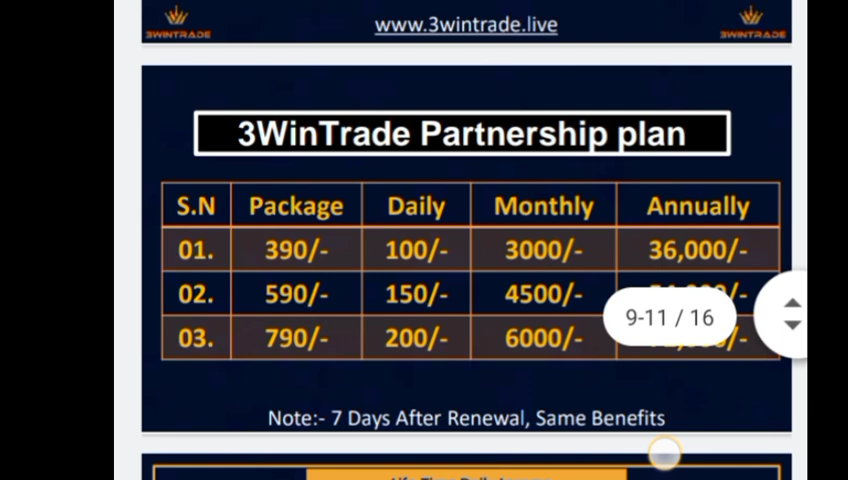 3WINTRADE www.3wintrade.live 3WINTRADE
3WinTrade Partnership plan
S.N Package Daily Monthly Annually
01. 390/- 100/- 3000/- 36,000/-
02. 590/- 150/- 4500/-
9-11 / 16
03. 790/- 200/- 6000/-
Note:- 7 Days After Renewal, Same Benefits